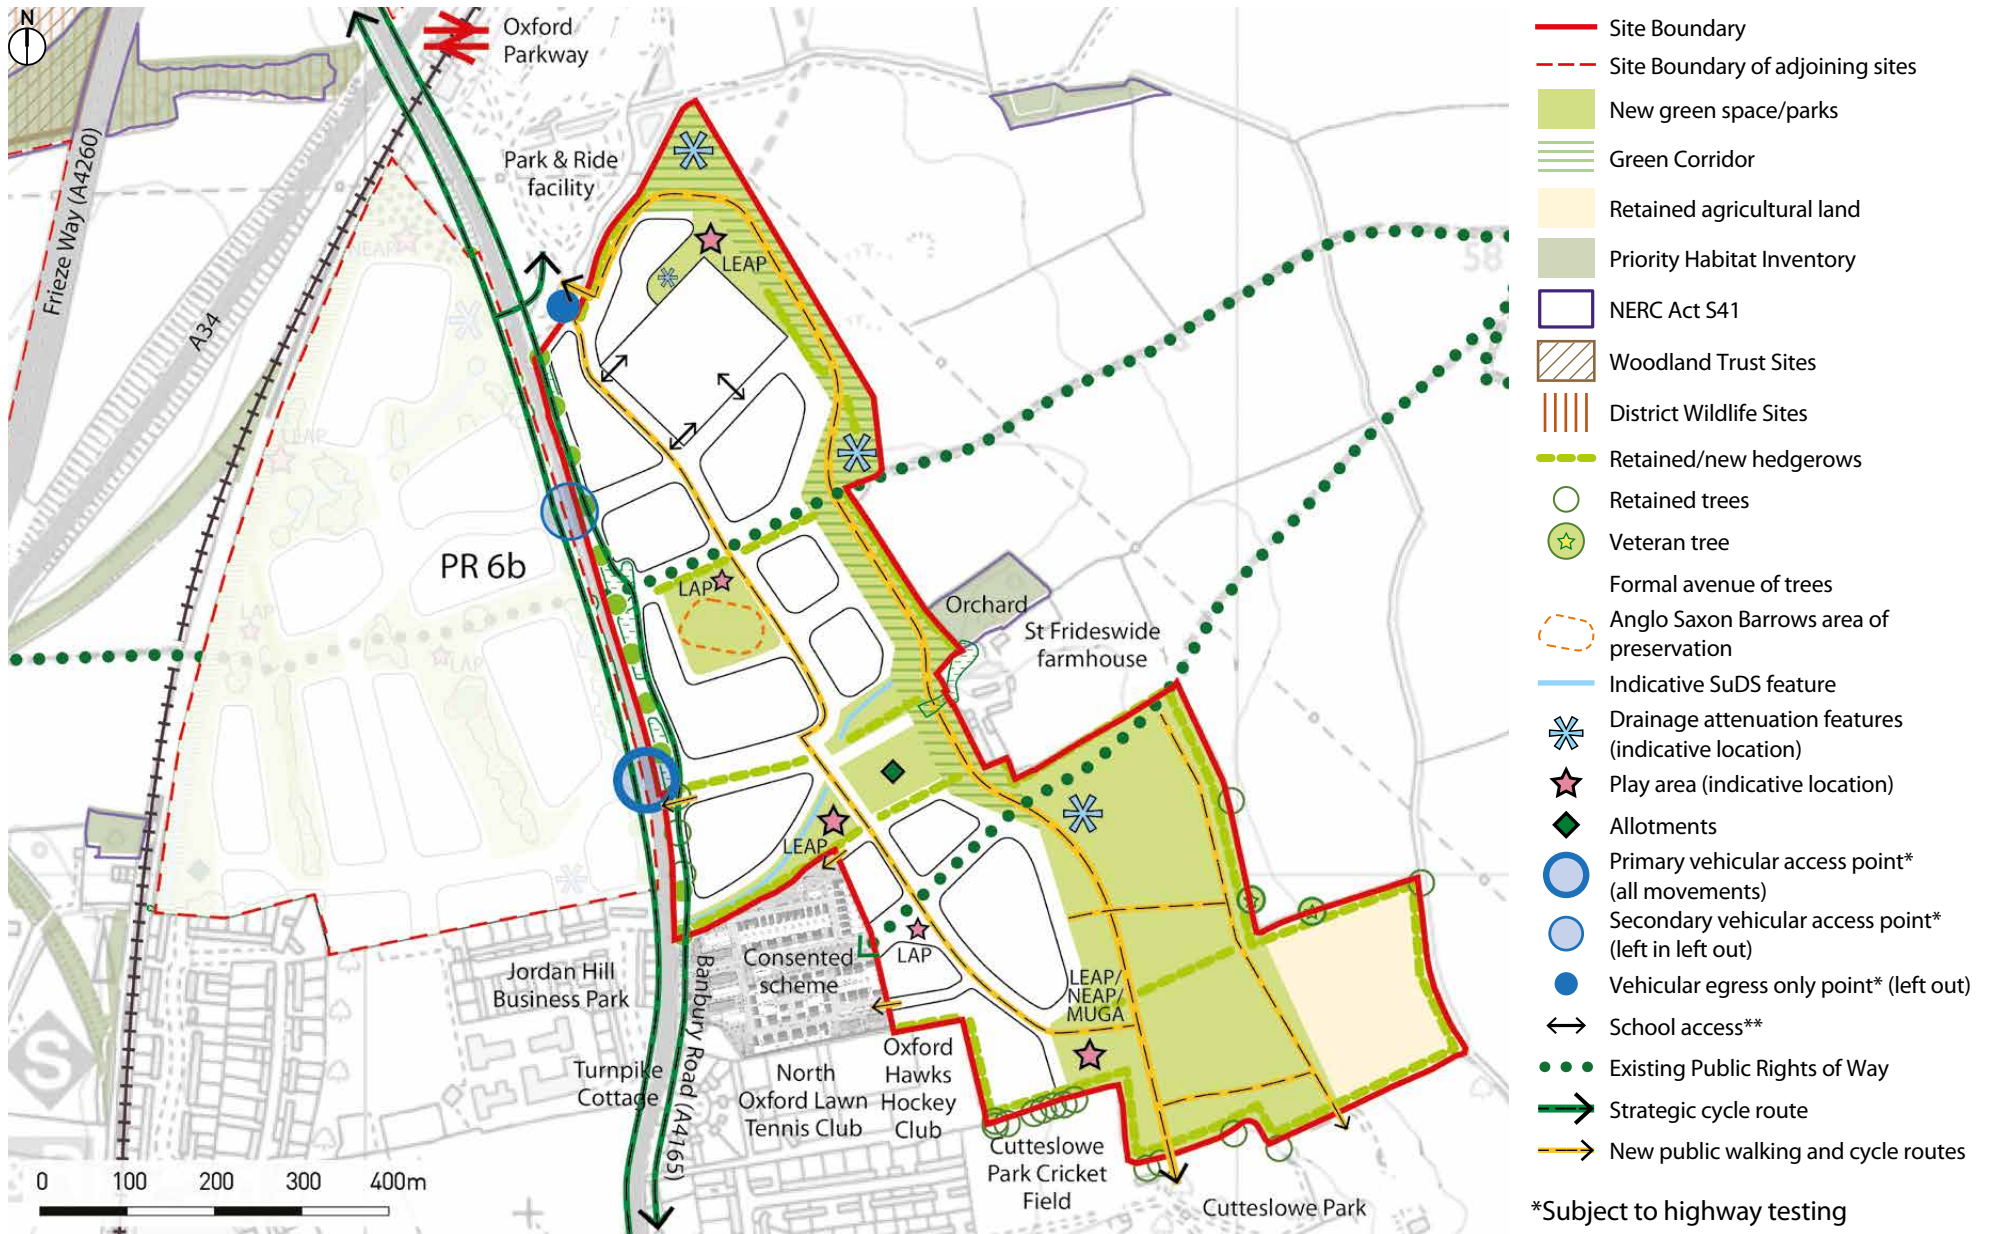 N
Oxford
Parkway
Park & Ride
facility
Frieze Way (A4260)
A34
NEAP
LEAP
LEAP
58
PR 6b
LAP
LAP
LAP
Orchard
St Frideswide
farmhouse
LEAP
Consented
scheme
LAP
LEAP/
NEAP/
MUGA
Jordan Hill
Business Park
Banbury Road (A4165)
Turnpike
Cottage
North
Oxford Lawn
Tennis Club
Oxford
Hawks
Hockey
Club
Cutteslowe
Park Cricket
Field
Cutteslowe Park
S
0 100 200 300 400m
Site Boundary
Site Boundary of adjoining sites
New green space/parks
Green Corridor
Retained agricultural land
Priority Habitat Inventory
NERC Act S41
Woodland Trust Sites
District Wildlife Sites
Retained/new hedgerows
Retained trees
Veteran tree
Formal avenue of trees
Anglo Saxon Barrows area of
preservation
Indicative SuDS feature
Drainage attenuation features
(indicative location)
Play area (indicative location)
Allotments
Primary vehicular access point*
(all movements)
Secondary vehicular access point*
(left in left out)
Vehicular egress only point* (left out)
School access**
Existing Public Rights of Way
Strategic cycle route
New public walking and cycle routes
*Subject to highway testing